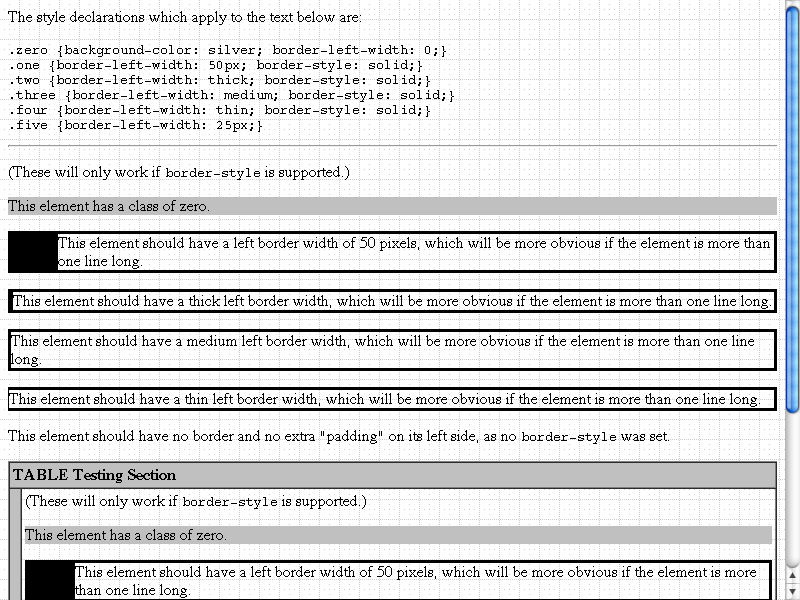 The style declarations which apply to the text below are:
.zero {background-color: silver; border-left-width: 0;}
.one {border-left-width: 50px; border-style: solid;}
.two {border-left-width: thick; border-style: solid;}
.three {border-left-width: medium; border-style: solid;}
.four {border-left-width: thin; border-style: solid;}
.five {border-left-width: 25px;}
(These will only work if border-style is supported.)
This element has a class of zero.
This element should have a left border width of 50 pixels, which will be more obvious if the element is more than
one line long.
This element should have a thick left border width, which will be more obvious if the element is more than one line long.
This element should have a medium left border width, which will be more obvious if the element is more than one line
long.
This element should have a thin left border width, which will be more obvious if the element is more than one line long.
This element should have no border and no extra "padding" on its left side, as no border-style was set.
TABLE Testing Section
(These will only work if border-style is supported.)
This element has a class of zero.
This element should have a left border width of 50 pixels, which will be more obvious if the element is more
than one line long.